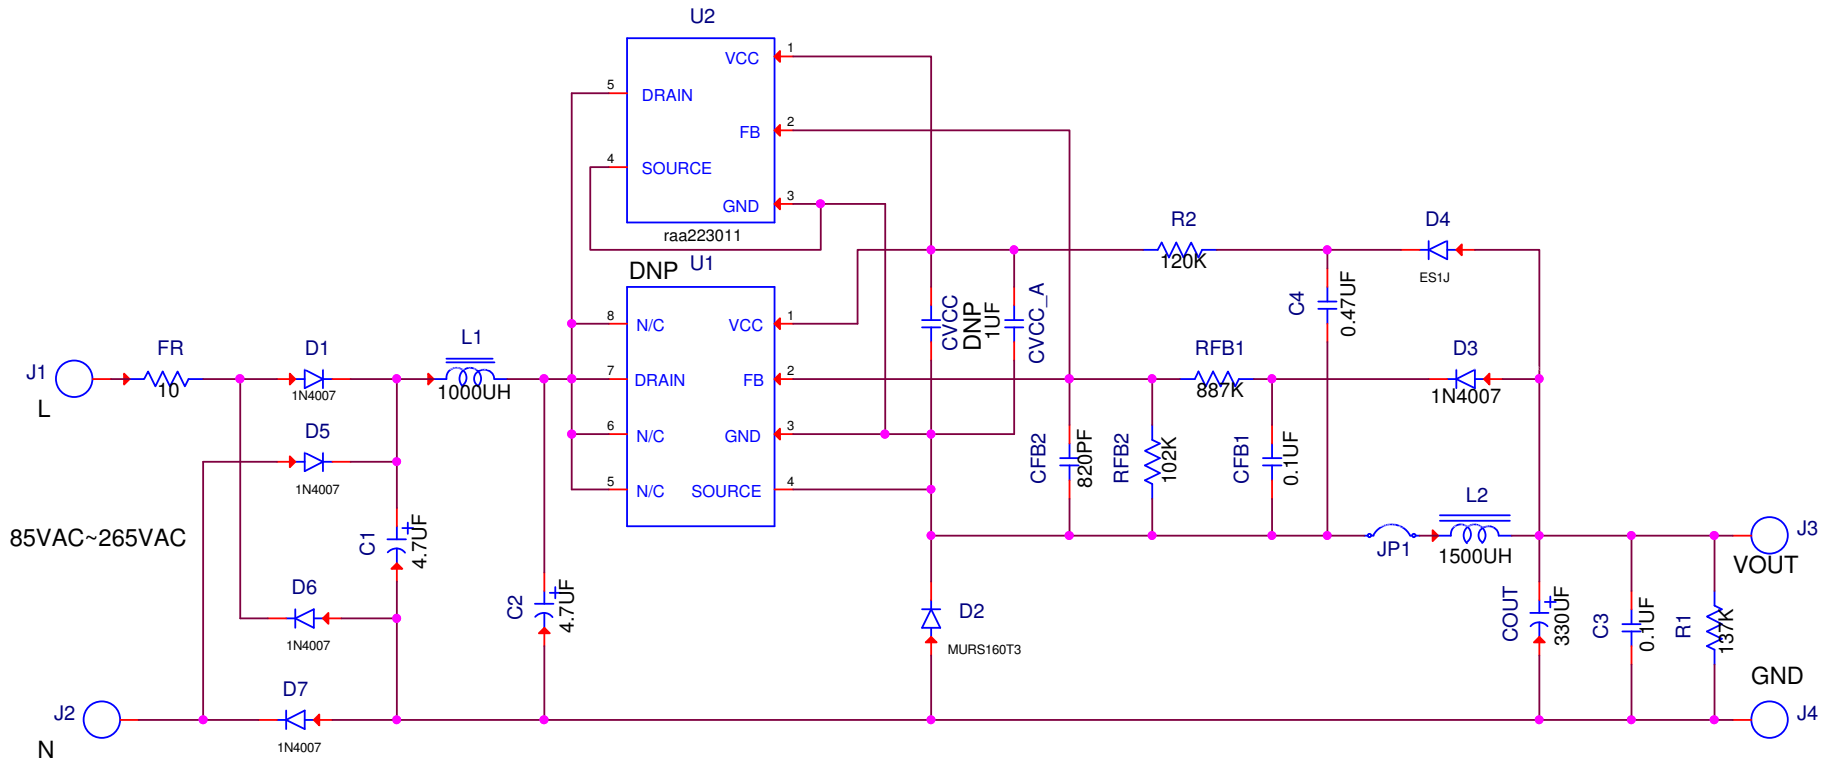 U2
VCC
1
5
DRAIN
FB
2
4
SOURCE
GND
3
raa223011
U1
DNP
8
N/C
VCC
1
7
DRAIN
FB
2
6
N/C
GND
3
5
N/C
SOURCE
4
J1
L
FR
10
D1
1N4007
D5
1N4007
L1
1000UH
85VAC~265VAC
C1
4.7UF
D6
1N4007
C2
4.7UF
D7
1N4007
J2
N
CVCC
DNP
1UF
CVCC_A
R2
120K
D4
ES1J
C4
0.47UF
RFB1
887K
D3
1N4007
CFB2
820PF
RFB2
102K
CFB1
0.1UF
JP1
L2
1500UH
D2
MURS160T3
COUT
330UF
C3
0.1UF
R1
137K
J3
VOUT
GND
J4